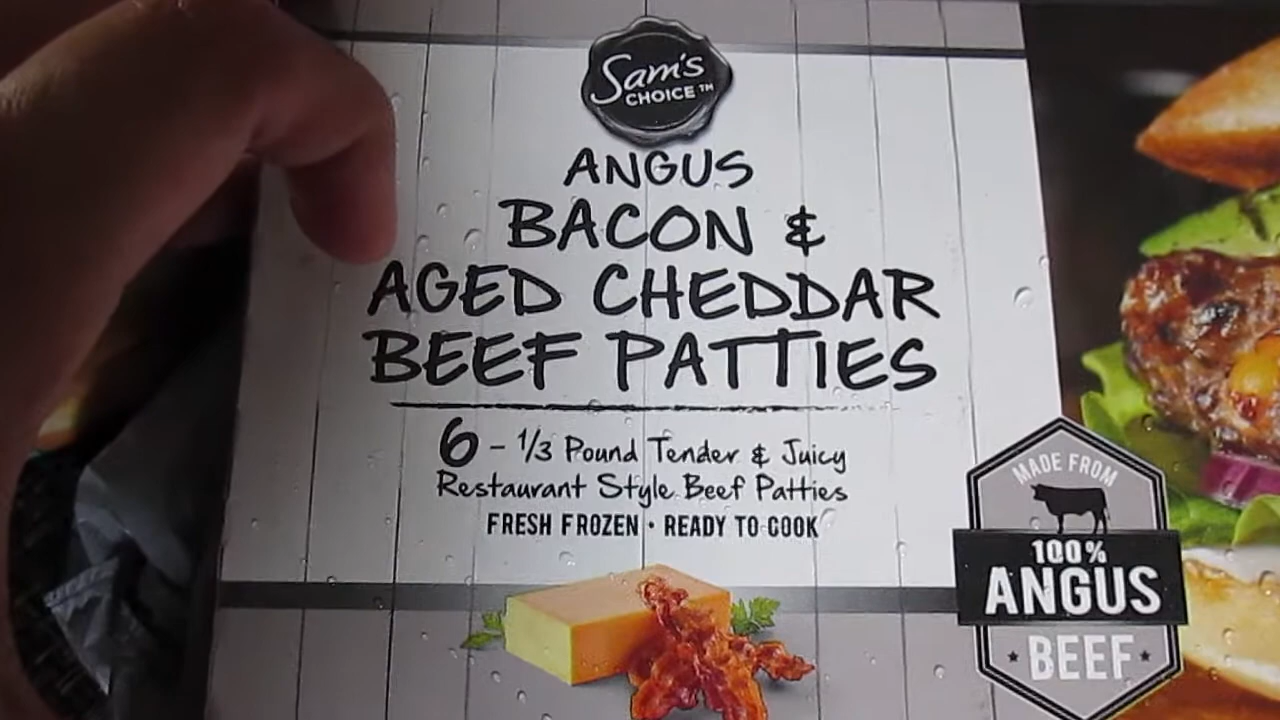 Sam's
CHOICE™
ANGUS
BACON &
AGED CHEDDAR
BEEF PATTIES
6 - 1/3 Pound Tender & Juicy
Restaurant Style Beef Patties
FRESH FROZEN • READY TO COOK
MADE FROM
100%
ANGUS
BEEF